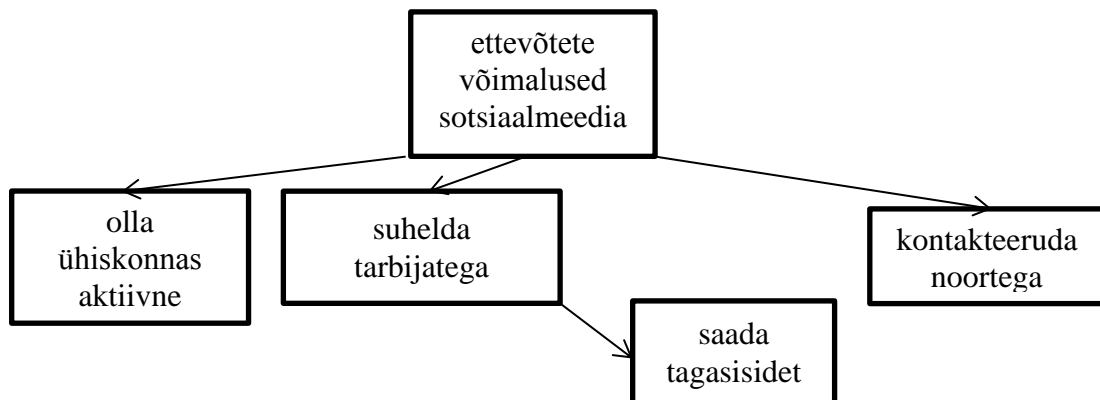 ettevõtete
võimalused
sotsiaalmeedia
olla
ühiskonnas
aktiivne
suhelda
tarbijatega
kontakteeruda
noortega
saada
tagasisidet